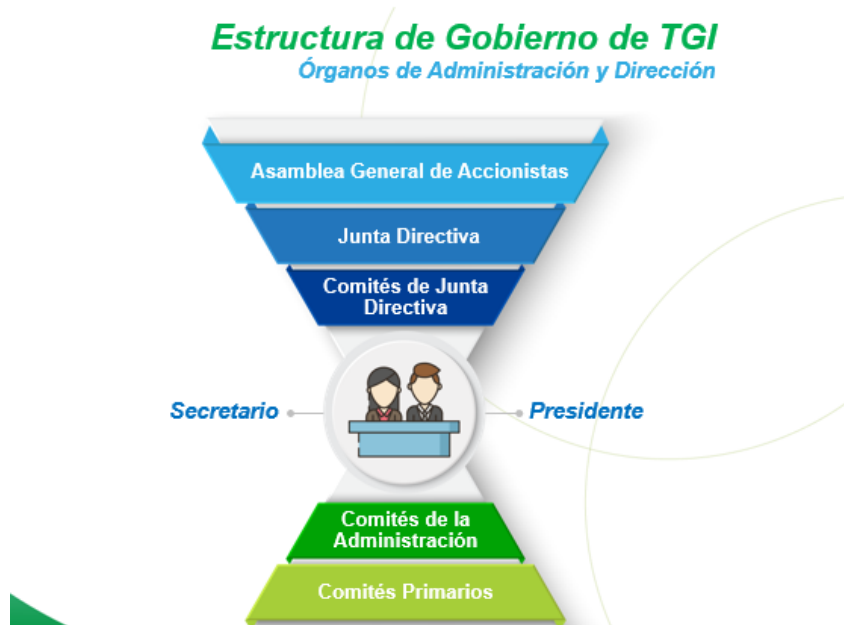 Estructura de Gobierno de TGI
Órganos de Administración y Dirección
Asamblea General de Accionistas
Junta Directiva
Comités de Junta
Directiva
Secretario
Presidente
Comités de la
Administración
Comités Primarios